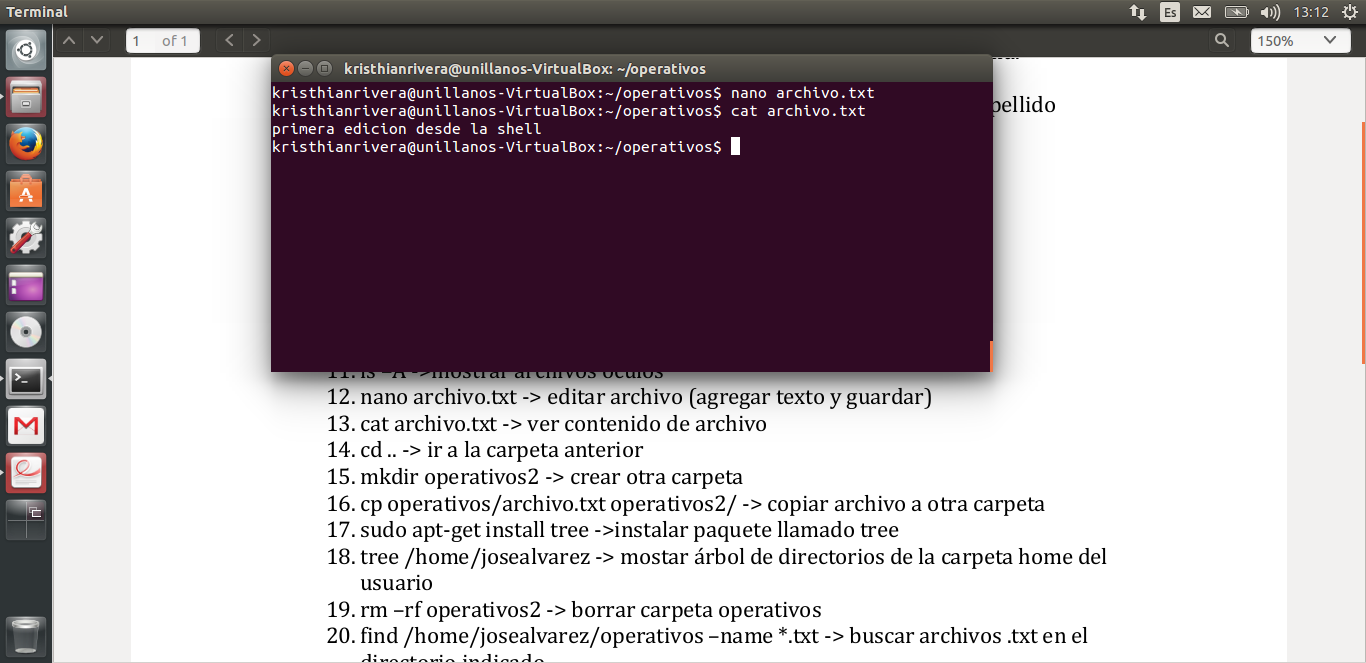 Terminal
Es
13:12
1 of 1
150%
kristhianrivera@unillanos-VirtualBox: ~/operativos
kristhianrivera@unillanos-VirtualBox:~/operativos$ nano archivo.txt
kristhianrivera@unillanos-VirtualBox:~/operativos$ cat archivo.txt
primera edicion desde la shell
kristhianrivera@unillanos-VirtualBox:~/operativos$
pellido
11. ls –A ->mostrar archivos ocultos
12. nano archivo.txt -> editar archivo (agregar texto y guardar)
13. cat archivo.txt -> ver contenido de archivo
14. cd .. -> ir a la carpeta anterior
15. mkdir operativos2 -> crear otra carpeta
16. cp operativos/archivo.txt operativos2/ -> copiar archivo a otra carpeta
17. sudo apt-get install tree ->instalar paquete llamado tree
18. tree /home/josealvarez -> mostar árbol de directorios de la carpeta home del
usuario
19. rm –rf operativos2 -> borrar carpeta operativos
20. find /home/josealvarez/operativos –name *.txt -> buscar archivos .txt en el
directorio indicado